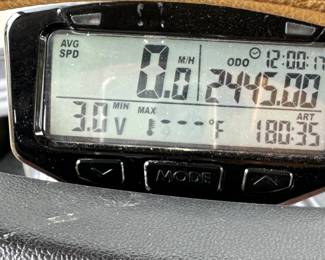 AVG
SPD 0.0 M/H ODO 12:00:17
2445.00
3.0 MIN V MAX ---- °F ART
180:35
MODE